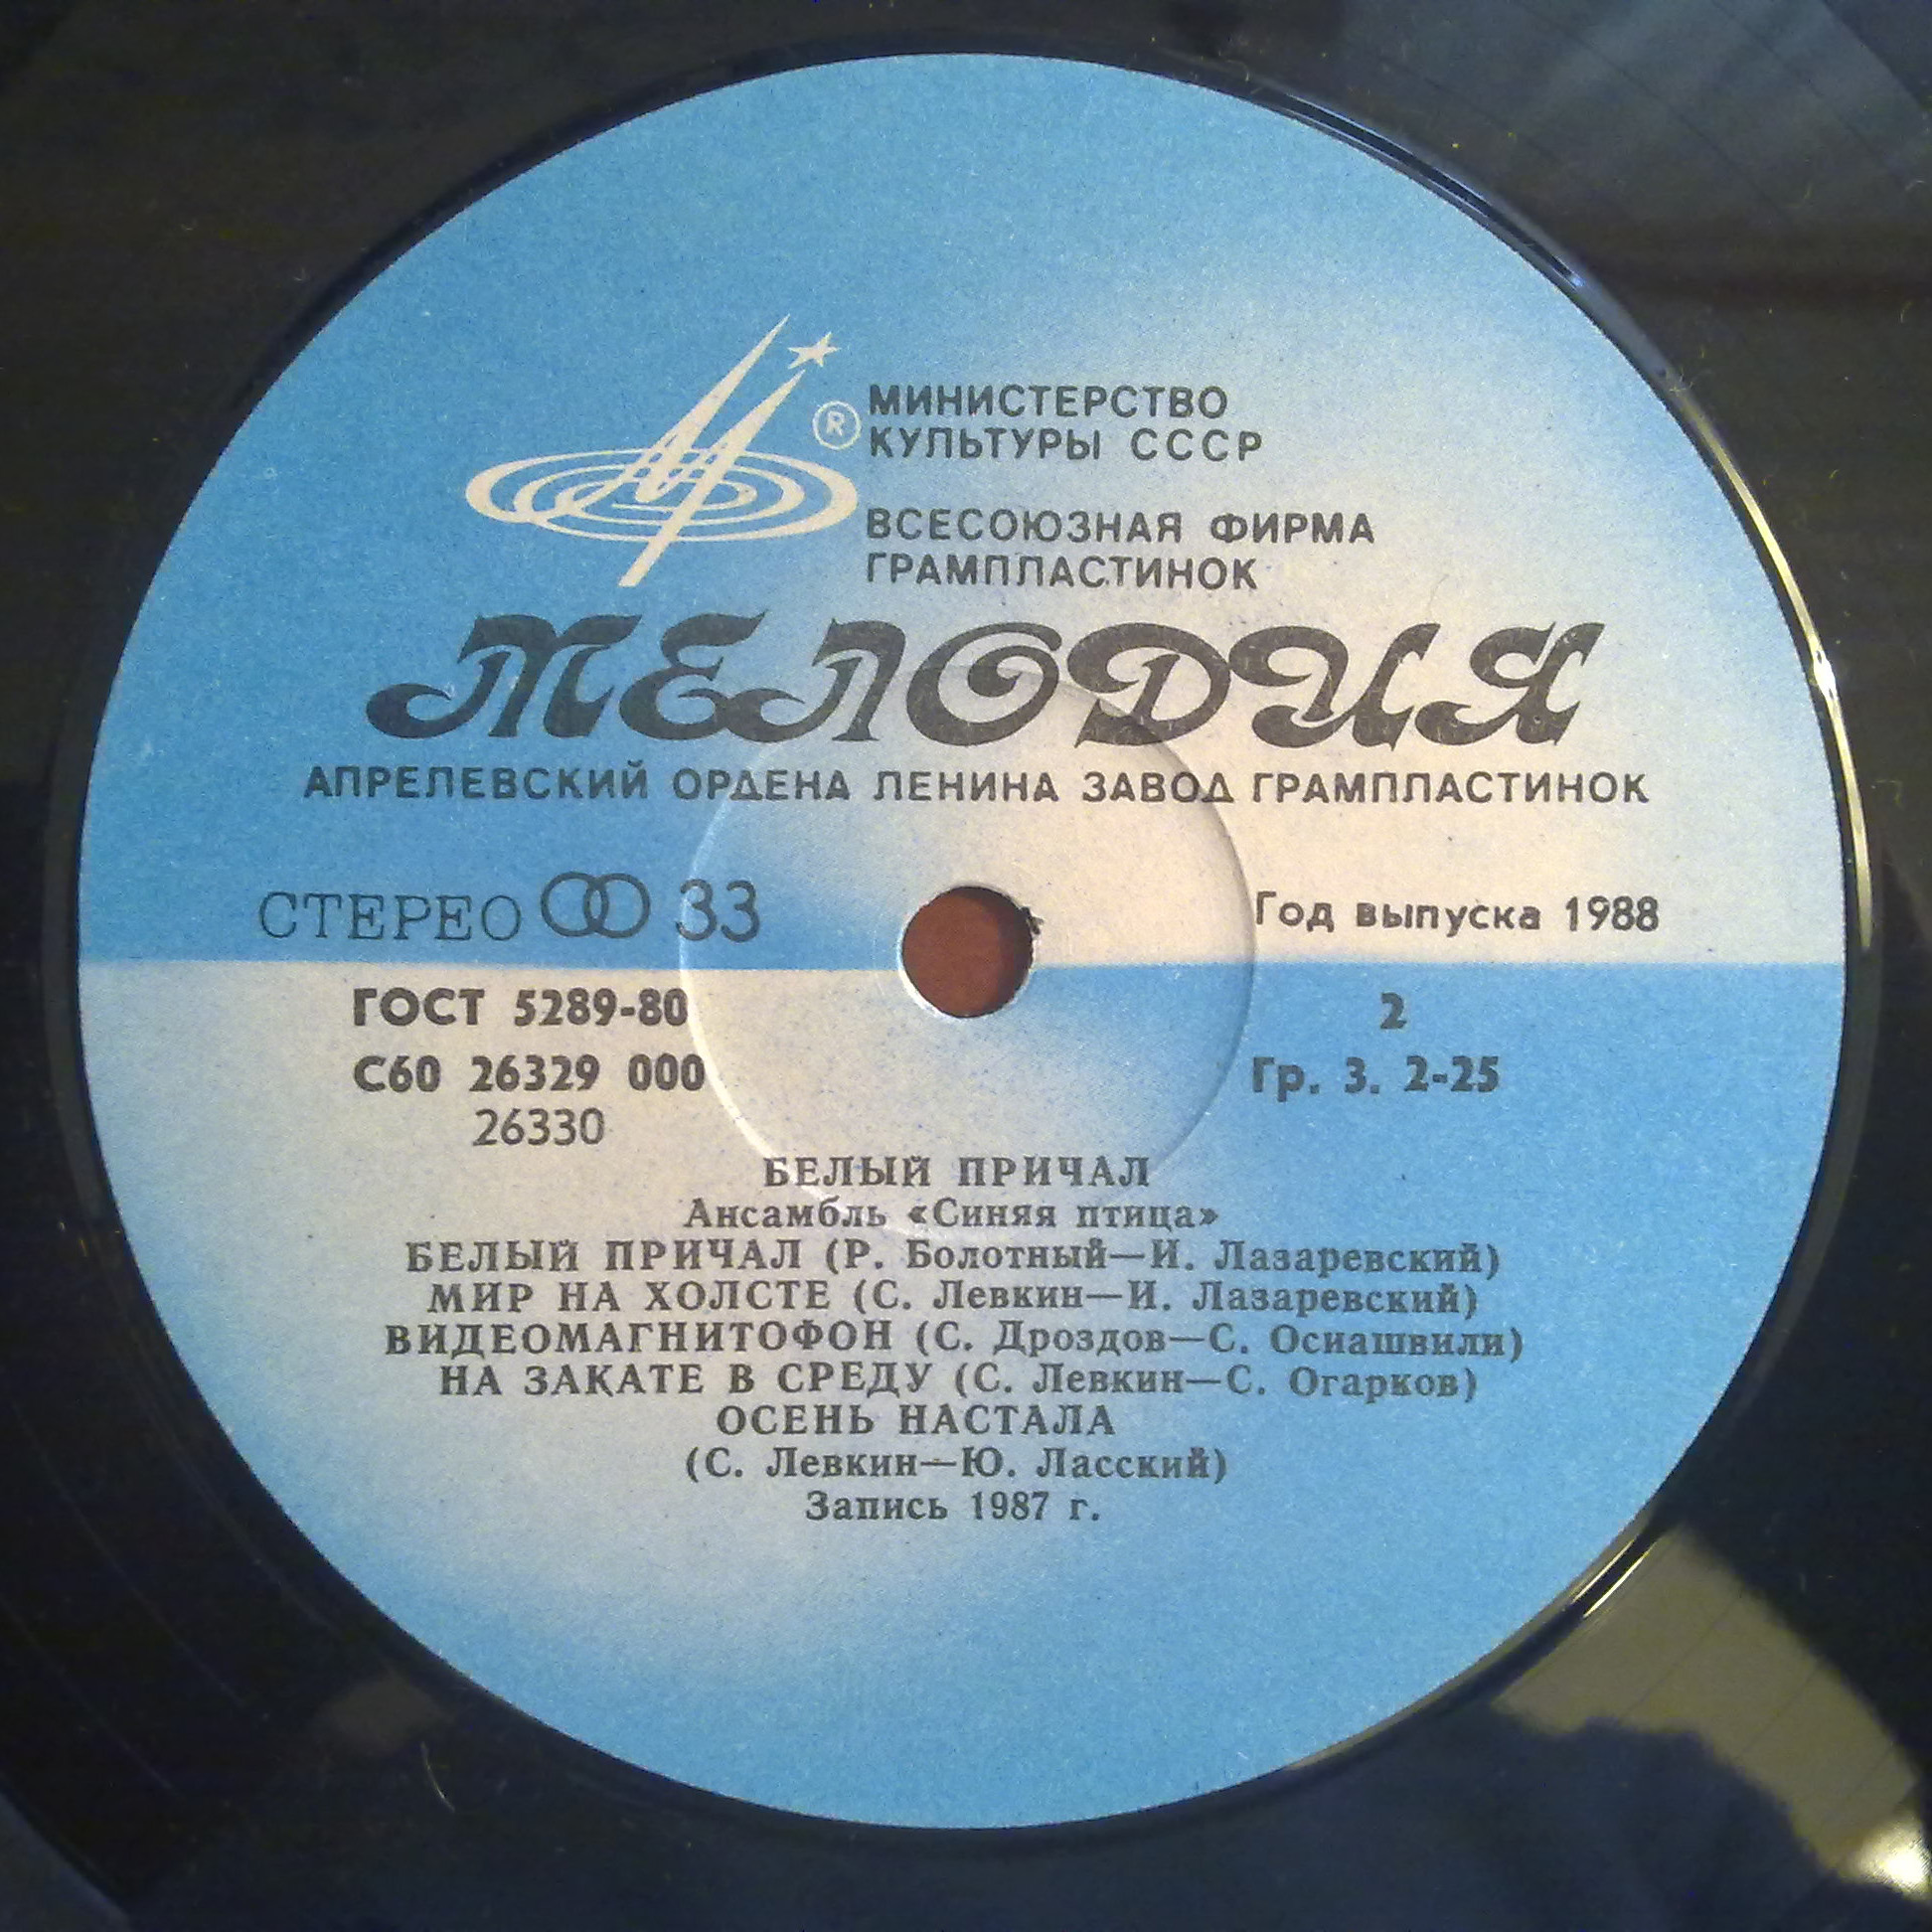 ®
МИНИСТЕРСТВО
КУЛЬТУРЫ СССР
ВСЕСОЮЗНАЯ ФИРМА
ГРАМПЛАСТИНОК
МЕЛОДИЯ
АПРЕЛЕВСКИЙ ОРДЕНА ЛЕНИНА ЗАВОД ГРАМПЛАСТИНОК
СТЕРЕО 33
Год выпуска 1988
ГОСТ 5289-80
2
С60 26329 000
Гр. 3. 2-25
26330
БЕЛЫЙ ПРИЧАЛ
Ансамбль «Синяя птица»
БЕЛЫЙ ПРИЧАЛ (Р. Болотный—И. Лазаревский)
МИР НА ХОЛСТЕ (С. Левкин—И. Лазаревский)
ВИДЕОМАГНИТОФОН (С. Дроздов—С. Осиашвили)
НА ЗАКАТЕ В СРЕДУ (С. Левкин—С. Огарков)
ОСЕНЬ НАСТАЛА
(С. Левкин—Ю. Ласский)
Запись 1987 г.